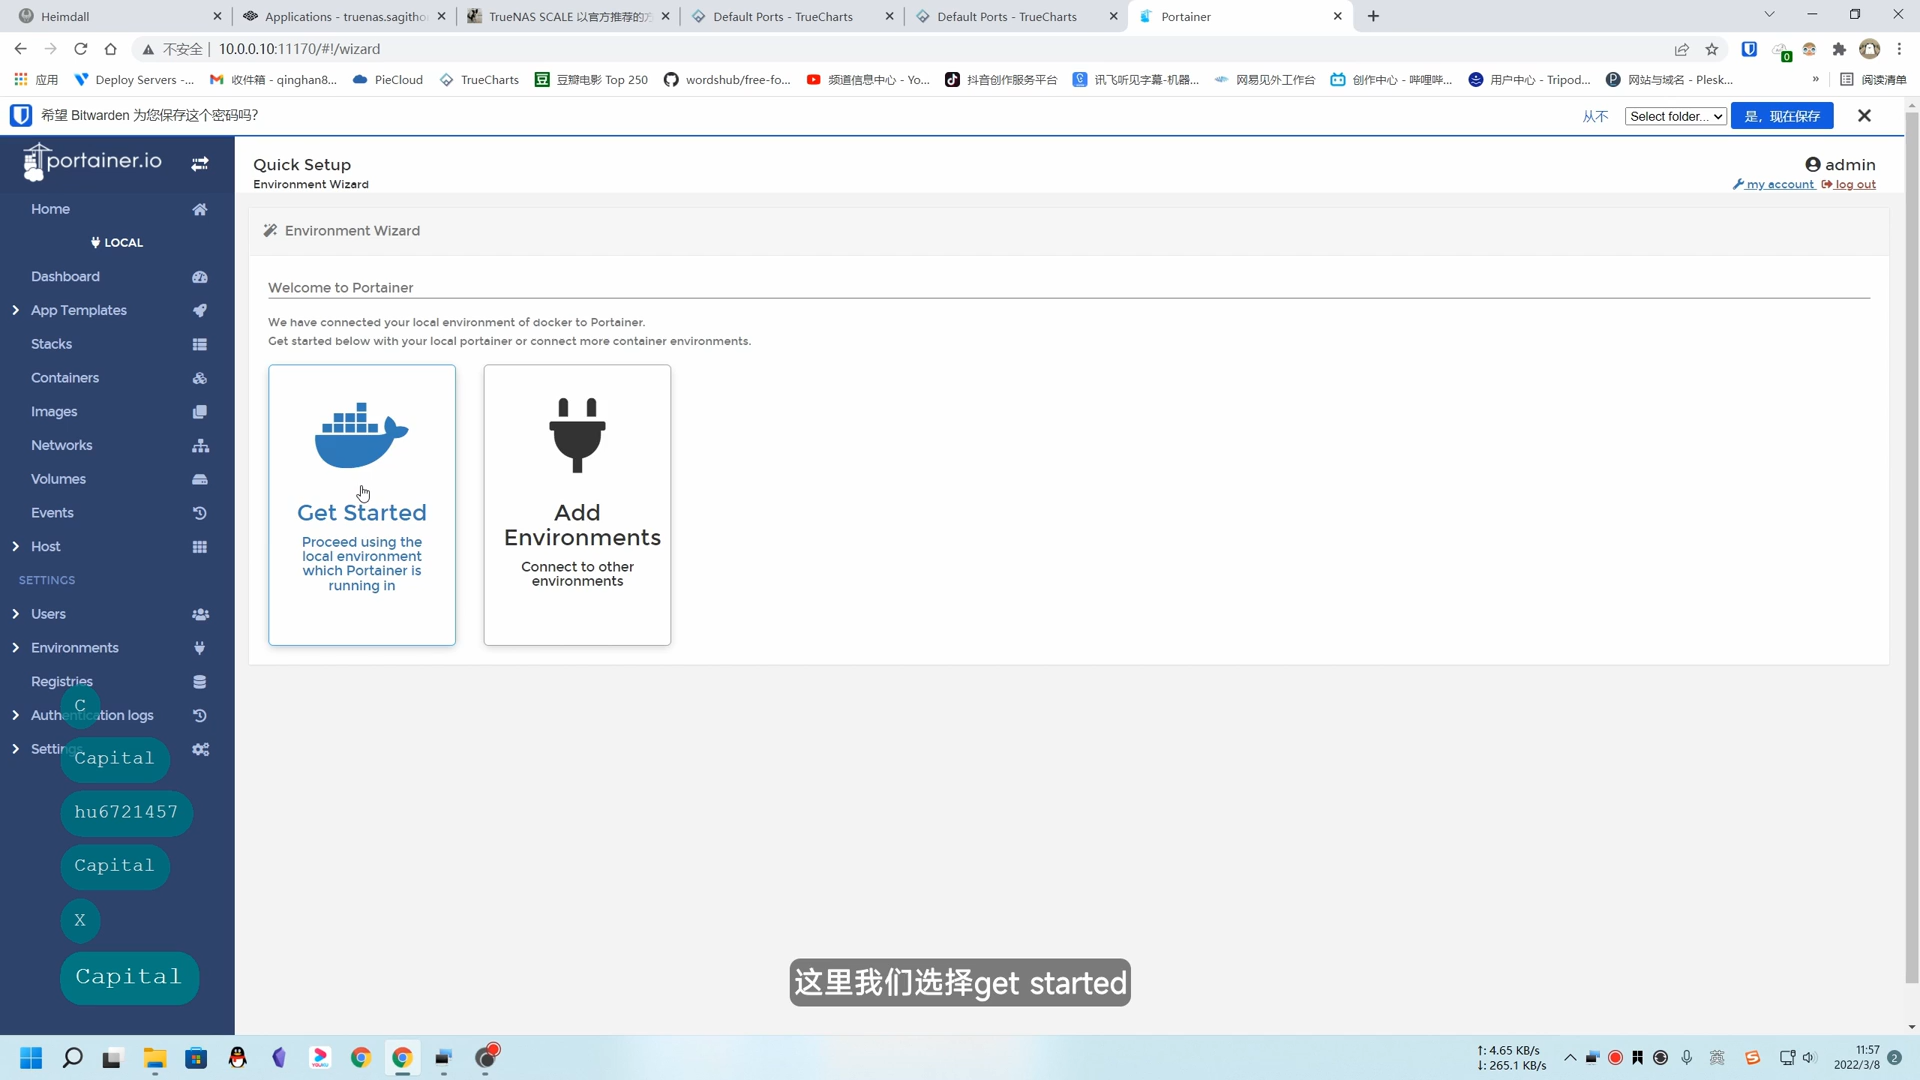 Heimdall
Applications - truenas.sagitho
TrueNAS SCALE 以官方推荐的方
Default Ports - TrueCharts
Default Ports - TrueCharts
Portainer
不安全
10.0.0.10:11170/#!/wizard
0
应用
Deploy Servers -...
收件箱 - qinghan8...
PieCloud
TrueCharts
豆瓣电影 Top 250
wordshub/free-fo...
频道信息中心 - Yo...
抖音创作服务平台
讯飞听见字幕-机器...
网易见外工作台
创作中心 - 哔哩哔...
用户中心 - Tripod...
网站与域名 - Plesk...
»
阅读清单
希望 Bitwarden 为您保存这个密码吗?
从不
Select folder...
是，现在保存
portainer.io
Quick Setup
Environment Wizard
admin
my account
log out
Home
LOCAL
Dashboard
App Templates
Stacks
Containers
Images
Networks
Volumes
Events
Host
SETTINGS
Users
Environments
Registries
Authentication logs
Settings
C
Capital
hu6721457
Capital
X
Capital
Environment Wizard
Welcome to Portainer
We have connected your local environment of docker to Portainer.
Get started below with your local portainer or connect more container environments.
Get Started
Proceed using the
local environment
which Portainer is
running in
Add
Environments
Connect to other
environments
这里我们选择get started
↑: 4.65 KB/s
↓: 265.1 KB/s
英
11:57
2022/3/8
2